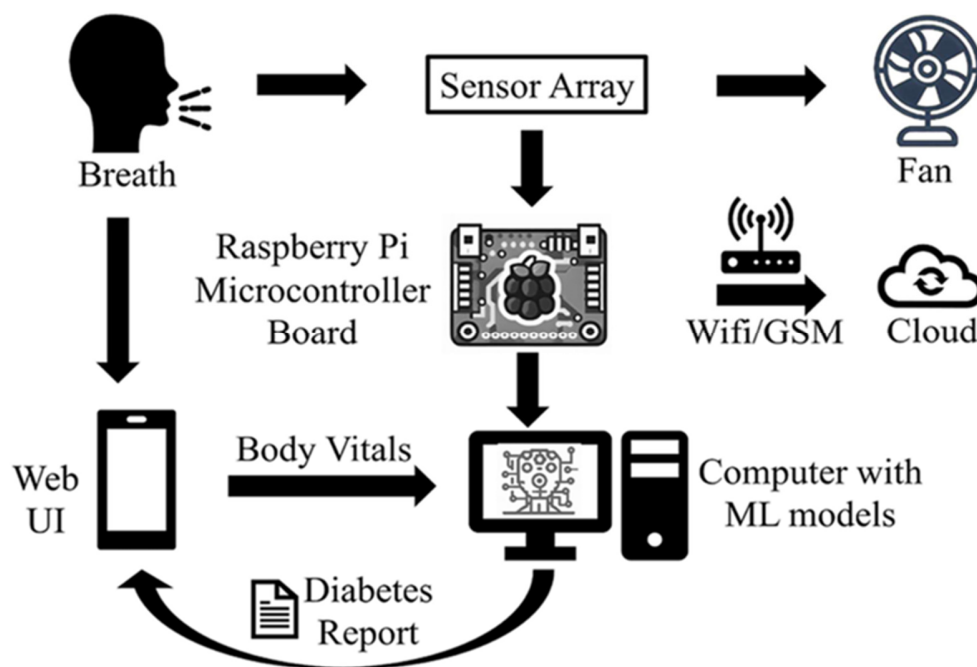 Sensor Array
Breath
Fan
Raspberry Pi
Microcontroller
Board
Wifi/GSM
Cloud
Web
UI
Body Vitals
Computer with
ML models
Diabetes
Report